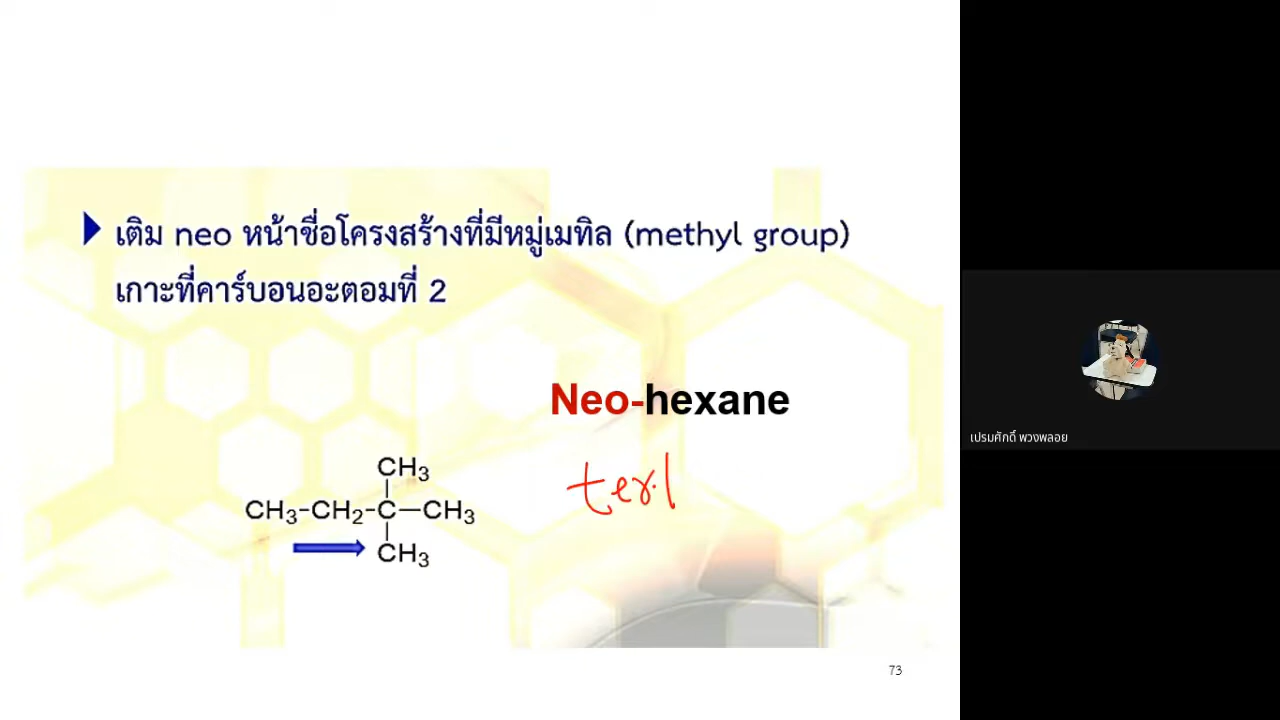 เติม neo หน้าชื่อโครงสร้างที่มีหมู่เมทิล (methyl group)
เกาะที่คาร์บอนอะตอมที่ 2
Neo-hexane
CH3
CH3-CH2-C-CH3
CH3
73
เปรมศักดิ์ พวงพลอย